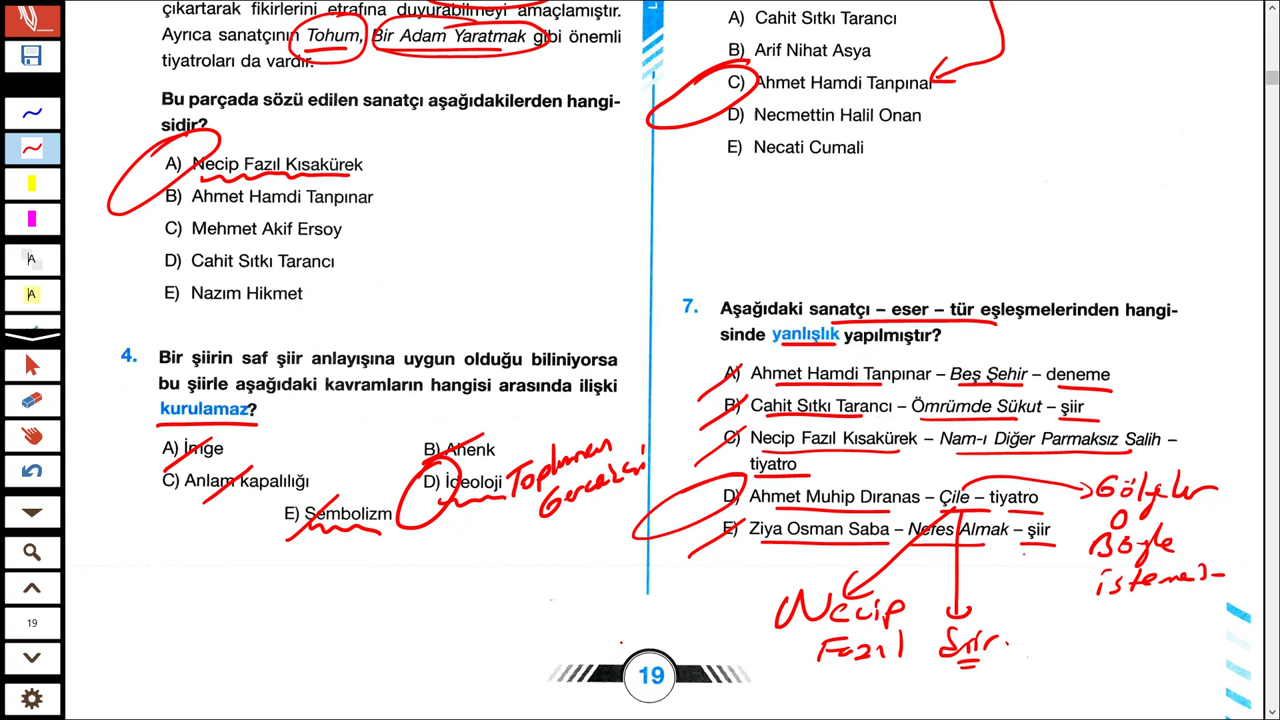 çıkartarak fikirlerini etrafına duyurabilmeyi amaçlamıştır.
Ayrıca sanatçının Tohum, Bir Adam Yaratmak gibi önemli
tiyatroları da vardır.
Bu parçada sözü edilen sanatçı aşağıdakilerden hangi-
sidir?
A) Necip Fazıl Kısakürek
B) Ahmet Hamdi Tanpınar
C) Mehmet Akif Ersoy
D) Cahit Sıtkı Tarancı
E) Nazım Hikmet
4. Bir şiirin saf şiir anlayışına uygun olduğu biliniyorsa
bu şiirle aşağıdaki kavramların hangisi arasında ilişki
kurulamaz?
A) İmge
B) Ahenk
C) Anlam kapalılığı
D) İdeoloji
E) Sembolizm
Toplumcu
Gerçekçi
A) Cahit Sıtkı Tarancı
B) Arif Nihat Asya
C) Ahmet Hamdi Tanpınar
D) Necmettin Halil Onan
E) Necati Cumali
7. Aşağıdaki sanatçı – eser – tür eşleşmelerinden hangi-
sinde yanlışlık yapılmıştır?
A) Ahmet Hamdi Tanpınar – Beş Şehir – deneme
B) Cahit Sıtkı Tarancı – Ömrümde Sükut – şiir
C) Necip Fazıl Kısakürek – Nam-ı Diğer Parmaksız Salih –
tiyatro
D) Ahmet Muhip Dıranas – Çile – tiyatro
E) Ziya Osman Saba – Nefes Almak – şiir
Gölgeler
O
Böyle
istemezdi
Necip
Fazıl
Şiir.
19
19